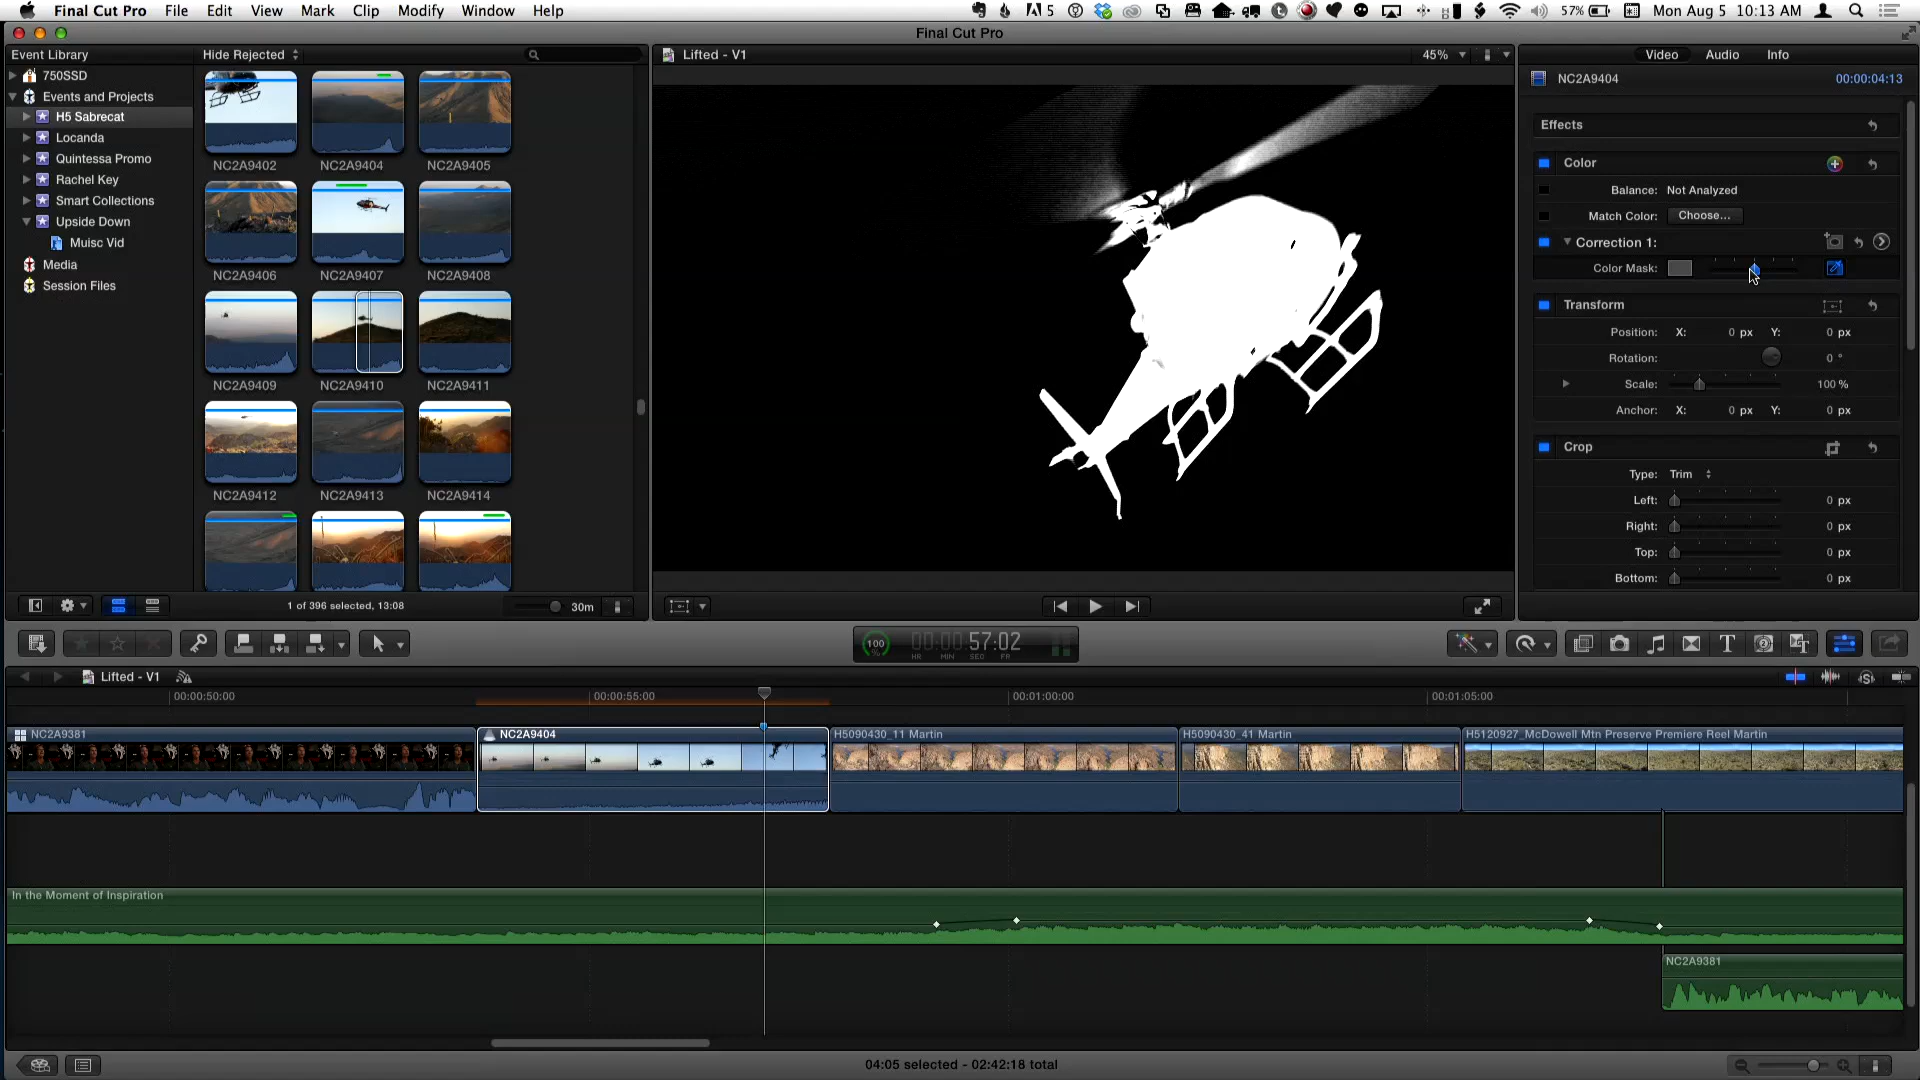 Final Cut Pro File Edit View Mark Clip Modify Window Help
5 57% Mon Aug 5 10:13 AM
Final Cut Pro
Event Library
Hide Rejected
Lifted - V1
45%
Video Audio Info
750SSD
Events and Projects
H5 Sabrecat
Locanda
Quintessa Promo
Rachel Key
Smart Collections
Upside Down
Muisc Vid
Media
Session Files
NC2A9402 NC2A9404 NC2A9405
NC2A9406 NC2A9407 NC2A9408
NC2A9409 NC2A9410 NC2A9411
NC2A9412 NC2A9413 NC2A9414
1 of 396 selected, 13:08
30m
NC2A9404 00:00:04:13
Effects
Color
Balance: Not Analyzed
Match Color: Choose...
Correction 1:
Color Mask:
Transform
Position: X: 0 px Y: 0 px
Rotation: 0 °
Scale: 100 %
Anchor: X: 0 px Y: 0 px
Crop
Type: Trim
Left: 0 px
Right: 0 px
Top: 0 px
Bottom: 0 px
100 % 00:00:57:02
HR MIN SEC FR
Lifted - V1
00:00:50:00 00:00:55:00 00:01:00:00 00:01:05:00
NC2A9381 NC2A9404 H5090430_11 Martin H5090430_41 Martin H5120927_McDowell Mtn Preserve Premiere Reel Martin
In the Moment of Inspiration
NC2A9381
04:05 selected - 02:42:18 total